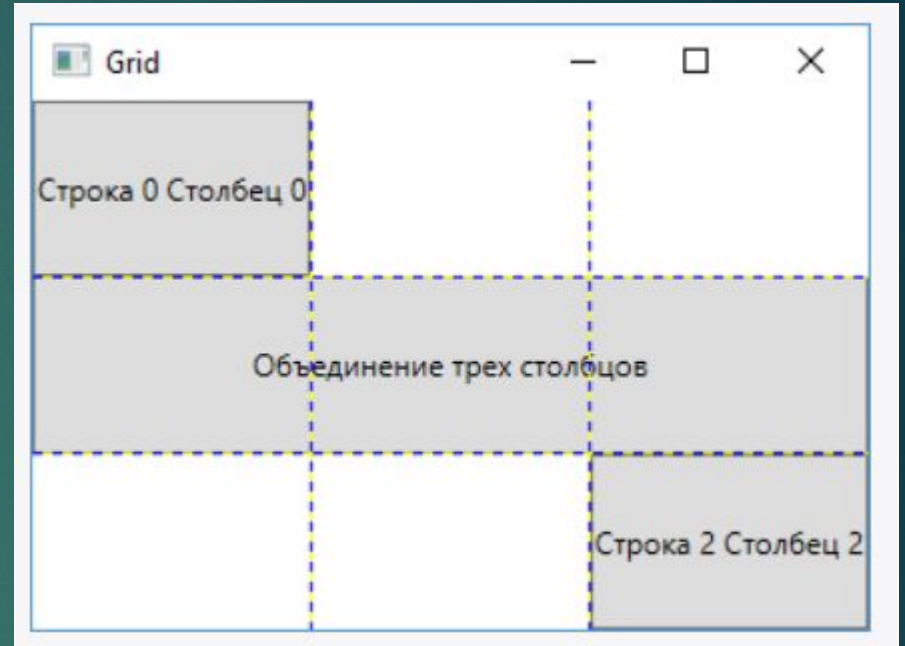 Grid
Строка 0 Столбец 0
Объединение трех столбцов
Строка 2 Столбец 2